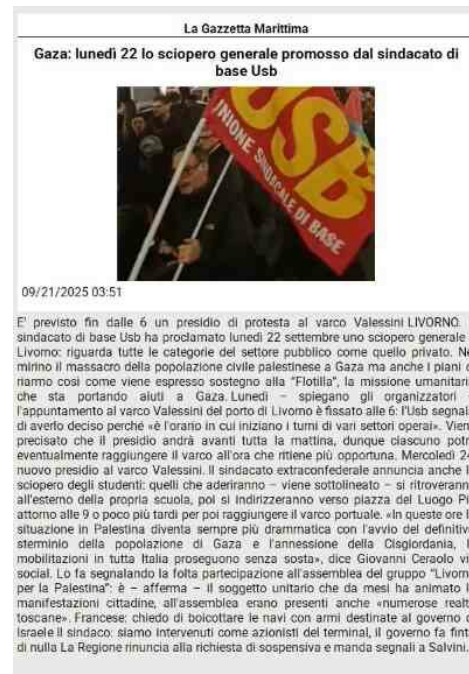 La Gazzetta Marittima
Gaza: lunedì 22 lo sciopero generale promosso dal sindacato di
base Usb
USB
UNIONE SINDACALE DI BASE
09/21/2025 03:51
E' previsto fin dalle 6 un presidio di protesta al varco Valessini LIVORNO.
sindacato di base Usb ha proclamato lunedì 22 settembre uno sciopero generale
Livorno: riguarda tutte le categorie del settore pubblico come quello privato.
mirino il massacro della popolazione civile palestinese a Gaza ma anche i piani
riarmo così come viene espresso sostegno alla "Flotilla", la missione
che sta portando aiuti a Gaza. Lunedì – spiegano gli organizzatori
l'appuntamento al varco Valessini del porto di Livorno è fissato alle 6: l'Usb
di averlo deciso perché «è l'orario in cui iniziano i turni di vari settori operai».
precisato che il presidio andrà avanti tutta la mattina, dunque ciascuno
eventualmente raggiungere il varco all'ora che ritiene più opportuna. Mercoledì 24
nuovo presidio al varco Valessini. Il sindacato extraconfederale annuncia anche
sciopero degli studenti: quelli che aderiranno – viene sottolineato – si
all'esterno della propria scuola, poi si indirizzeranno verso piazza del Luogo
attorno alle 9 o poco più tardi per poi raggiungere il varco portuale. «In queste ore
situazione in Palestina diventa sempre più drammatica con l'avvio del
sterminio della popolazione di Gaza e l'annessione della Cisgiordania,
mobilitazioni in tutta Italia proseguono senza sosta», dice Giovanni Ceraolo
social. Lo fa segnalando la folta partecipazione all'assemblea del gruppo
per la Palestina": è – afferma – il soggetto unitario che da mesi ha animato
manifestazioni cittadine, all'assemblea erano presenti anche «numerose
toscane». Francese: chiedo di boicottare le navi con armi destinate al governo
Israele Il sindaco: siamo intervenuti come azionisti del terminal, il governo fa
di nulla La Regione rinuncia alla richiesta di sospensiva e manda segnali a Salvini.